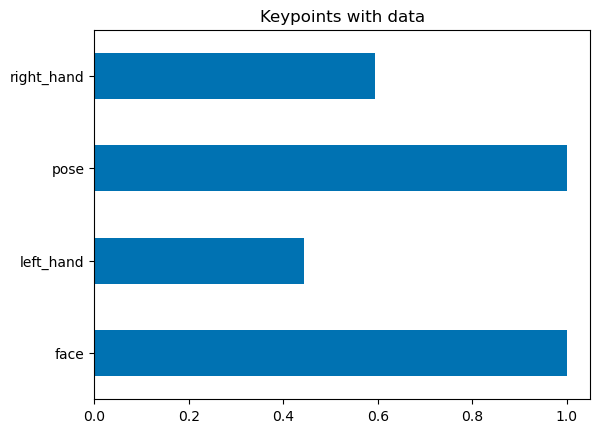 Keypoints with data
right_hand
pose
left_hand
face
0.0 0.2 0.4 0.6 0.8 1.0